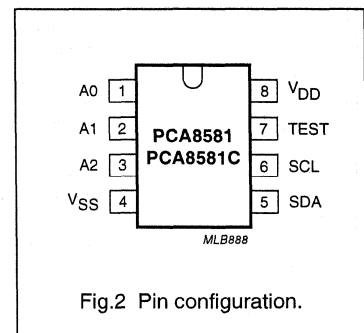 A0 1 8 VDD
A1 2 PCA8581 7 TEST
A2 3 PCA8581C 6 SCL
VSS 4 5 SDA
MLB888
Fig.2 Pin configuration.